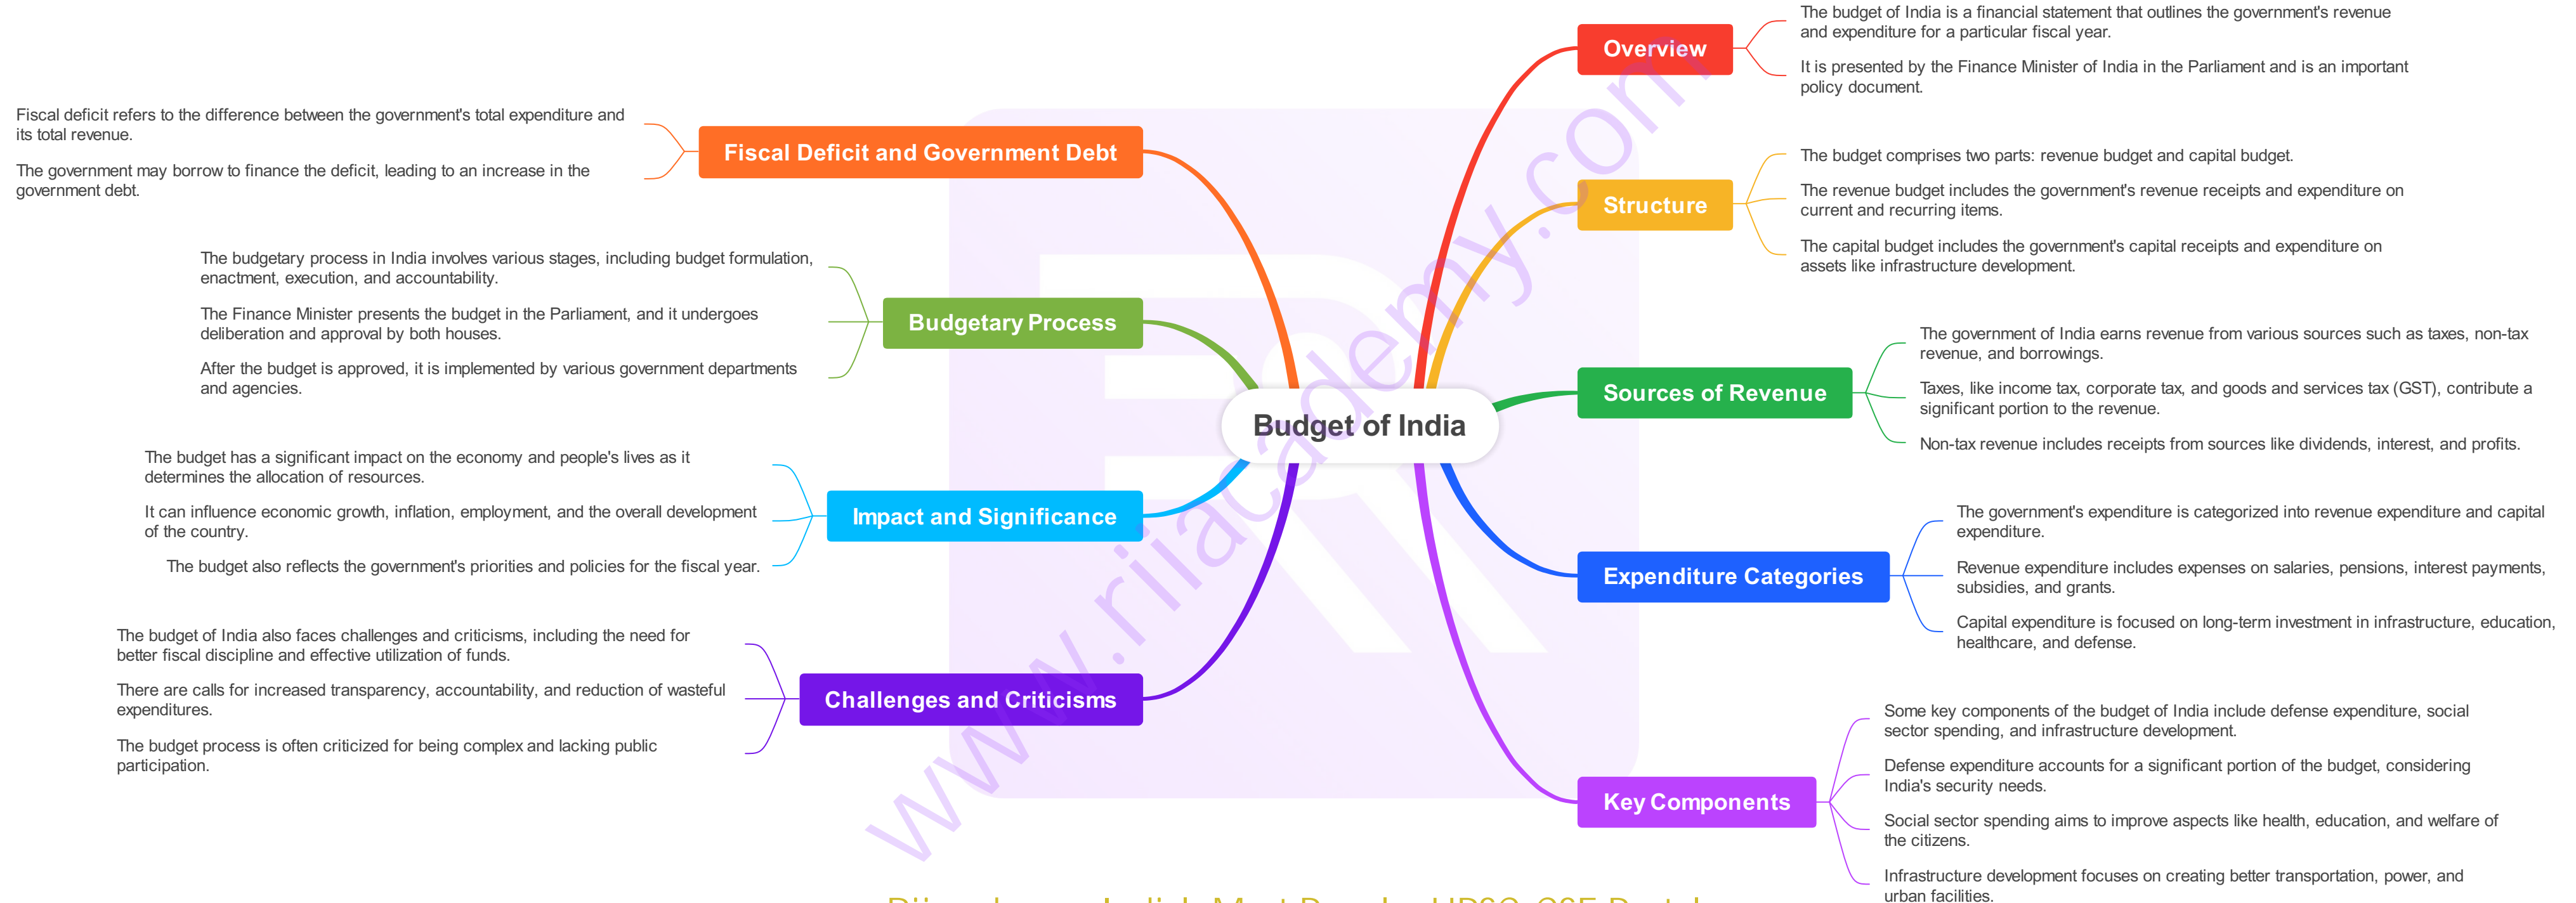 Budget of India
Overview
The budget of India is a financial statement that outlines the government's revenue
and expenditure for a particular fiscal year.
It is presented by the Finance Minister of India in the Parliament and is an important
policy document.
Structure
The budget comprises two parts: revenue budget and capital budget.
The revenue budget includes the government's revenue receipts and expenditure on
current and recurring items.
The capital budget includes the government's capital receipts and expenditure on
assets like infrastructure development.
Sources of Revenue
The government of India earns revenue from various sources such as taxes, non-tax
revenue, and borrowings.
Taxes, like income tax, corporate tax, and goods and services tax (GST), contribute a
significant portion to the revenue.
Non-tax revenue includes receipts from sources like dividends, interest, and profits.
Expenditure Categories
The government's expenditure is categorized into revenue expenditure and capital
expenditure.
Revenue expenditure includes expenses on salaries, pensions, interest payments,
subsidies, and grants.
Capital expenditure is focused on long-term investment in infrastructure, education,
healthcare, and defense.
Key Components
Some key components of the budget of India include defense expenditure, social
sector spending, and infrastructure development.
Defense expenditure accounts for a significant portion of the budget, considering
India's security needs.
Social sector spending aims to improve aspects like health, education, and welfare of
the citizens.
Infrastructure development focuses on creating better transportation, power, and
urban facilities.
Fiscal Deficit and Government Debt
Fiscal deficit refers to the difference between the government's total expenditure and
its total revenue.
The government may borrow to finance the deficit, leading to an increase in the
government debt.
Budgetary Process
The budgetary process in India involves various stages, including budget formulation,
enactment, execution, and accountability.
The Finance Minister presents the budget in the Parliament, and it undergoes
deliberation and approval by both houses.
After the budget is approved, it is implemented by various government departments
and agencies.
Impact and Significance
The budget has a significant impact on the economy and people's lives as it
determines the allocation of resources.
It can influence economic growth, inflation, employment, and the overall development
of the country.
The budget also reflects the government's priorities and policies for the fiscal year.
Challenges and Criticisms
The budget of India also faces challenges and criticisms, including the need for
better fiscal discipline and effective utilization of funds.
There are calls for increased transparency, accountability, and reduction of wasteful
expenditures.
The budget process is often criticized for being complex and lacking public
participation.
www.rijacademy.com